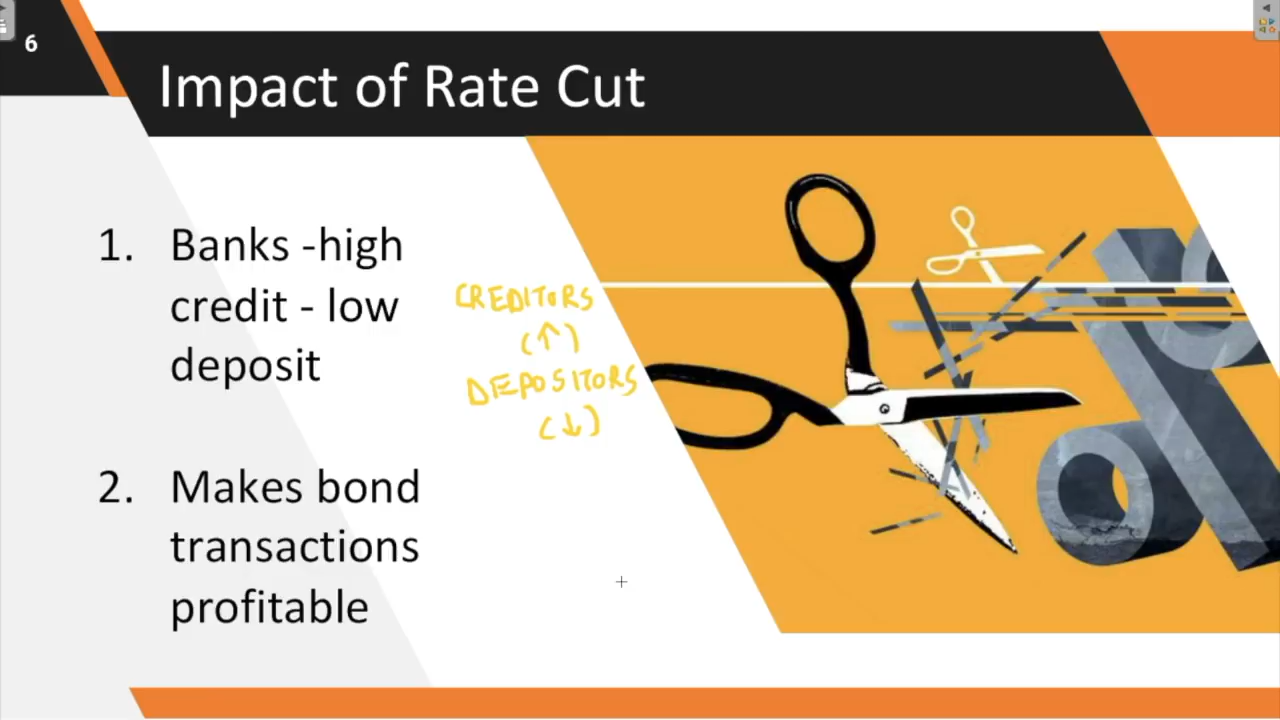 6
Impact of Rate Cut
1. Banks -high
credit - low
deposit
CREDITORS
(↑)
DEPOSITORS
(↓)
2. Makes bond
transactions
profitable